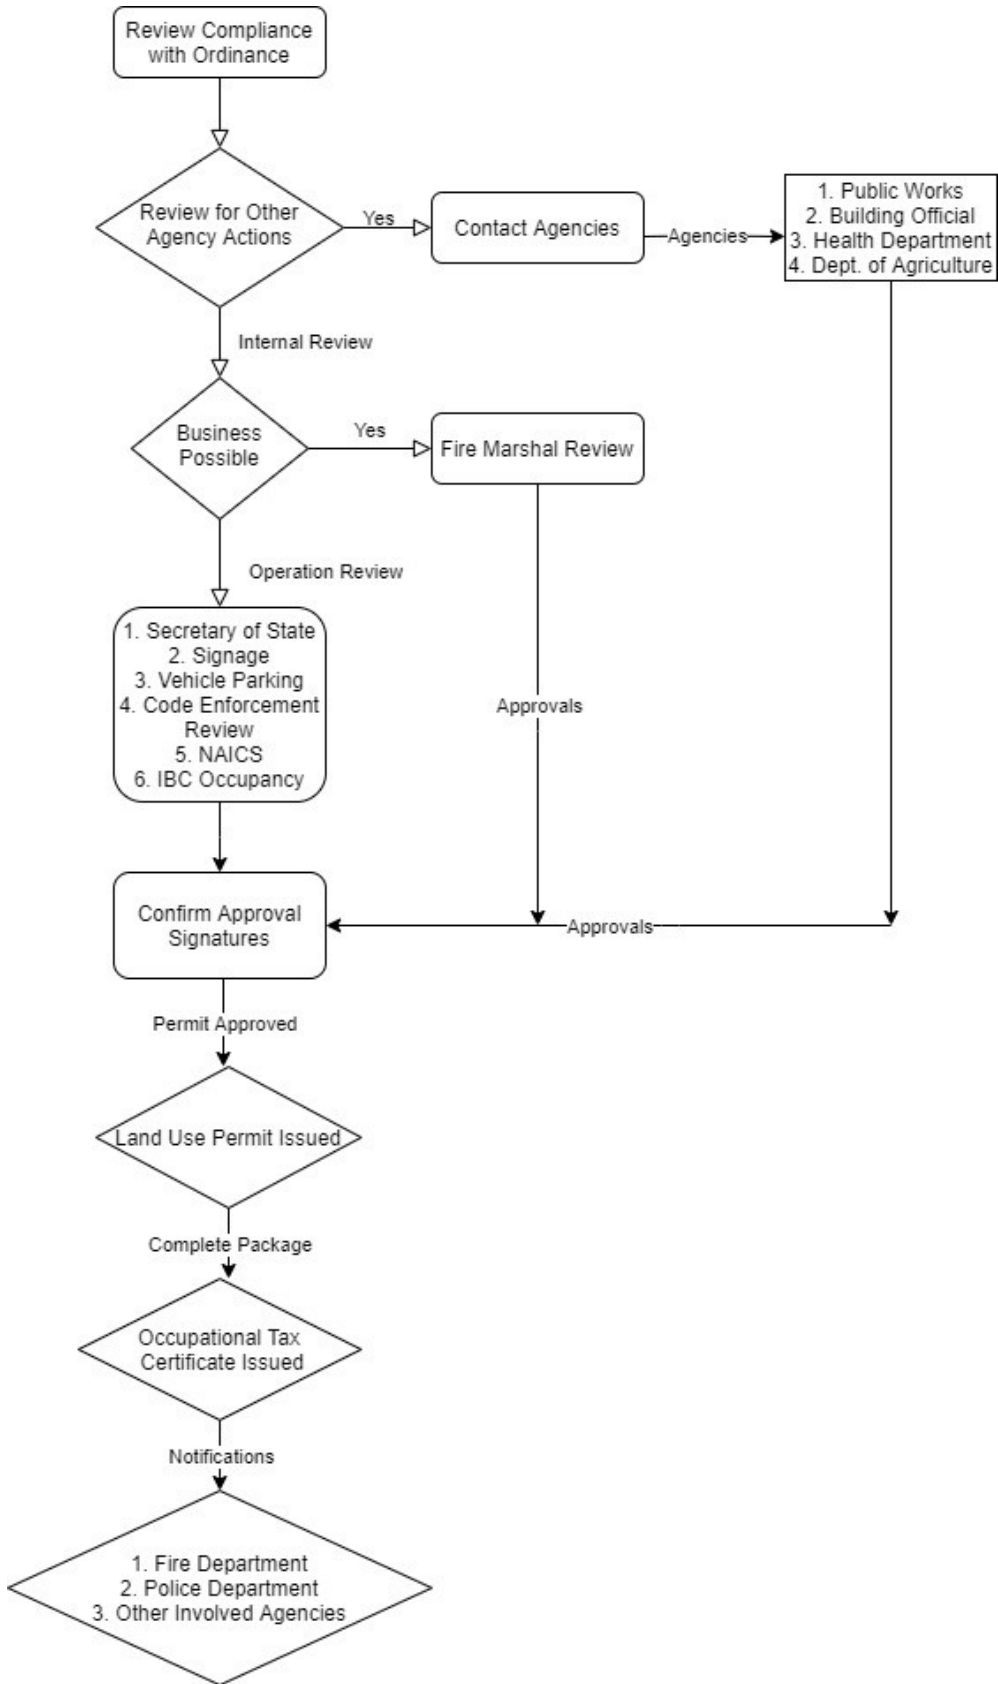 Review Compliance
with Ordinance
Review for Other
Agency Actions
Yes
Contact Agencies
Agencies
1. Public Works
2. Building Official
3. Health Department
4. Dept. of Agriculture
Internal Review
Business
Possible
Yes
Fire Marshal Review
Operation Review
1. Secretary of State
2. Signage
3. Vehicle Parking
4. Code Enforcement
Review
5. NAICS
6. IBC Occupancy
Approvals
Confirm Approval
Signatures
Approvals
Permit Approved
Land Use Permit Issued
Complete Package
Occupational Tax
Certificate Issued
Notifications
1. Fire Department
2. Police Department
3. Other Involved Agencies